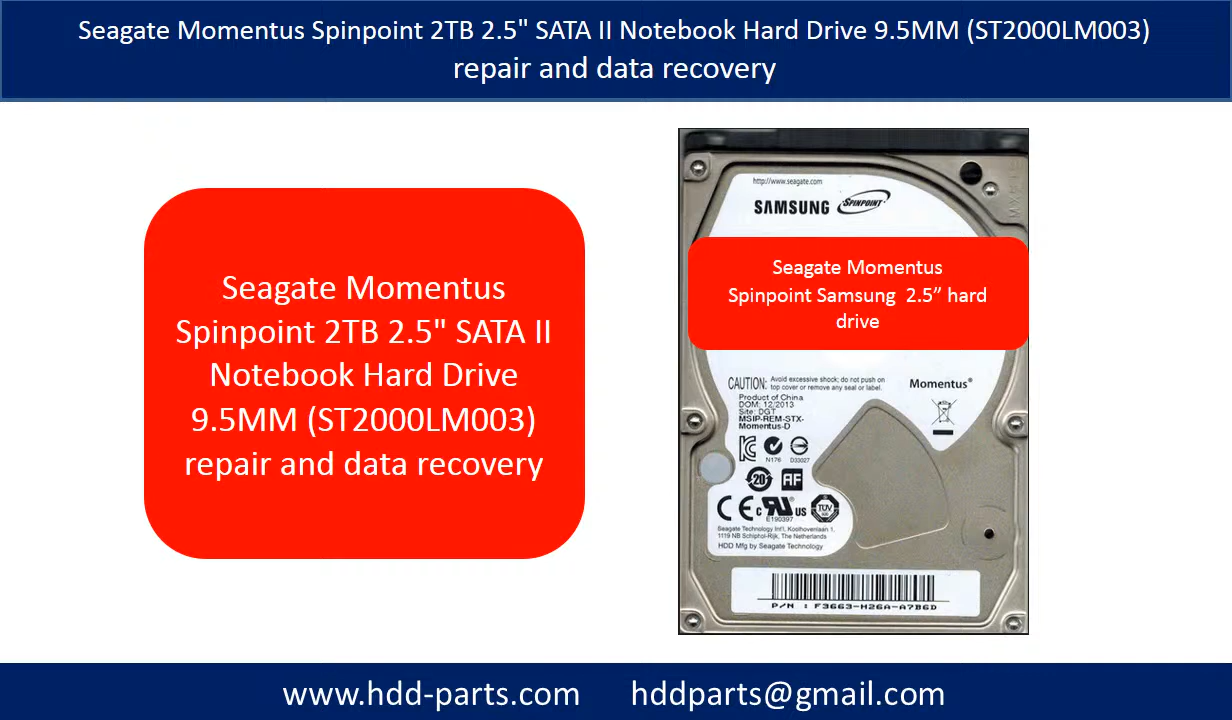 Seagate Momentus Spinpoint 2TB 2.5" SATA II Notebook Hard Drive 9.5MM (ST2000LM003)
repair and data recovery
Seagate Momentus
Spinpoint 2TB 2.5" SATA II
Notebook Hard Drive
9.5MM (ST2000LM003)
repair and data recovery
http://www.seagate.com
SAMSUNG SPINPOINT
Seagate Momentus
Spinpoint Samsung 2.5” hard
drive
CAUTION: Avoid excessive shock; do not push on
top cover or remove any seal or label.
Momentus®
Product of China
DOM: 12/2013
Site: DGT
MSIP-REM-STX-
Momentus-D
N176 D33027
20 AF
CE c UL® US TUV
E190397
Seagate Technology Int'l. Koolhovenlaan 1.
1119 NB Schiphol-Rijk, The Netherlands
HDD Mfg by Seagate Technology
P/N : F3663-H26A-A7B6D
www.hdd-parts.com hddparts@gmail.com